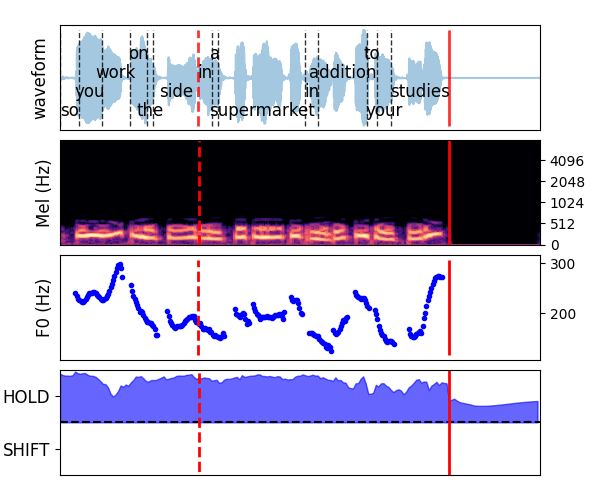 waveform
on a to
work in addition
you side in studies
so the supermarket your
Mel (Hz)
4096
2048
1024
512
0
F0 (Hz)
300
200
HOLD
SHIFT